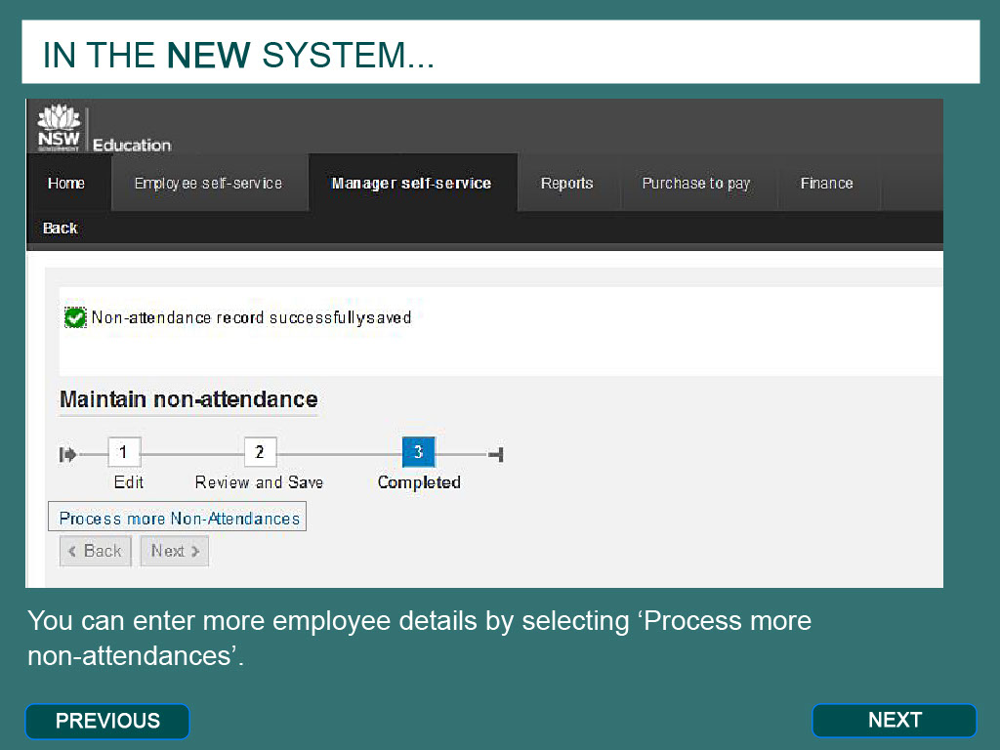 IN THE NEW SYSTEM...
NSW
GOVERNMENT
Education
Home Employee self-service Manager self-service Reports Purchase to pay Finance
Back
Non-attendance record successfullysaved
Maintain non-attendance
1 2 3
Edit Review and Save Completed
Process more Non-Attendances
Back Next
You can enter more employee details by selecting ‘Process more
non-attendances’.
PREVIOUS NEXT